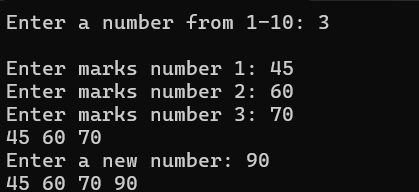 Enter a number from 1-10: 3
Enter marks number 1: 45
Enter marks number 2: 60
Enter marks number 3: 70
45 60 70
Enter a new number: 90
45 60 70 90